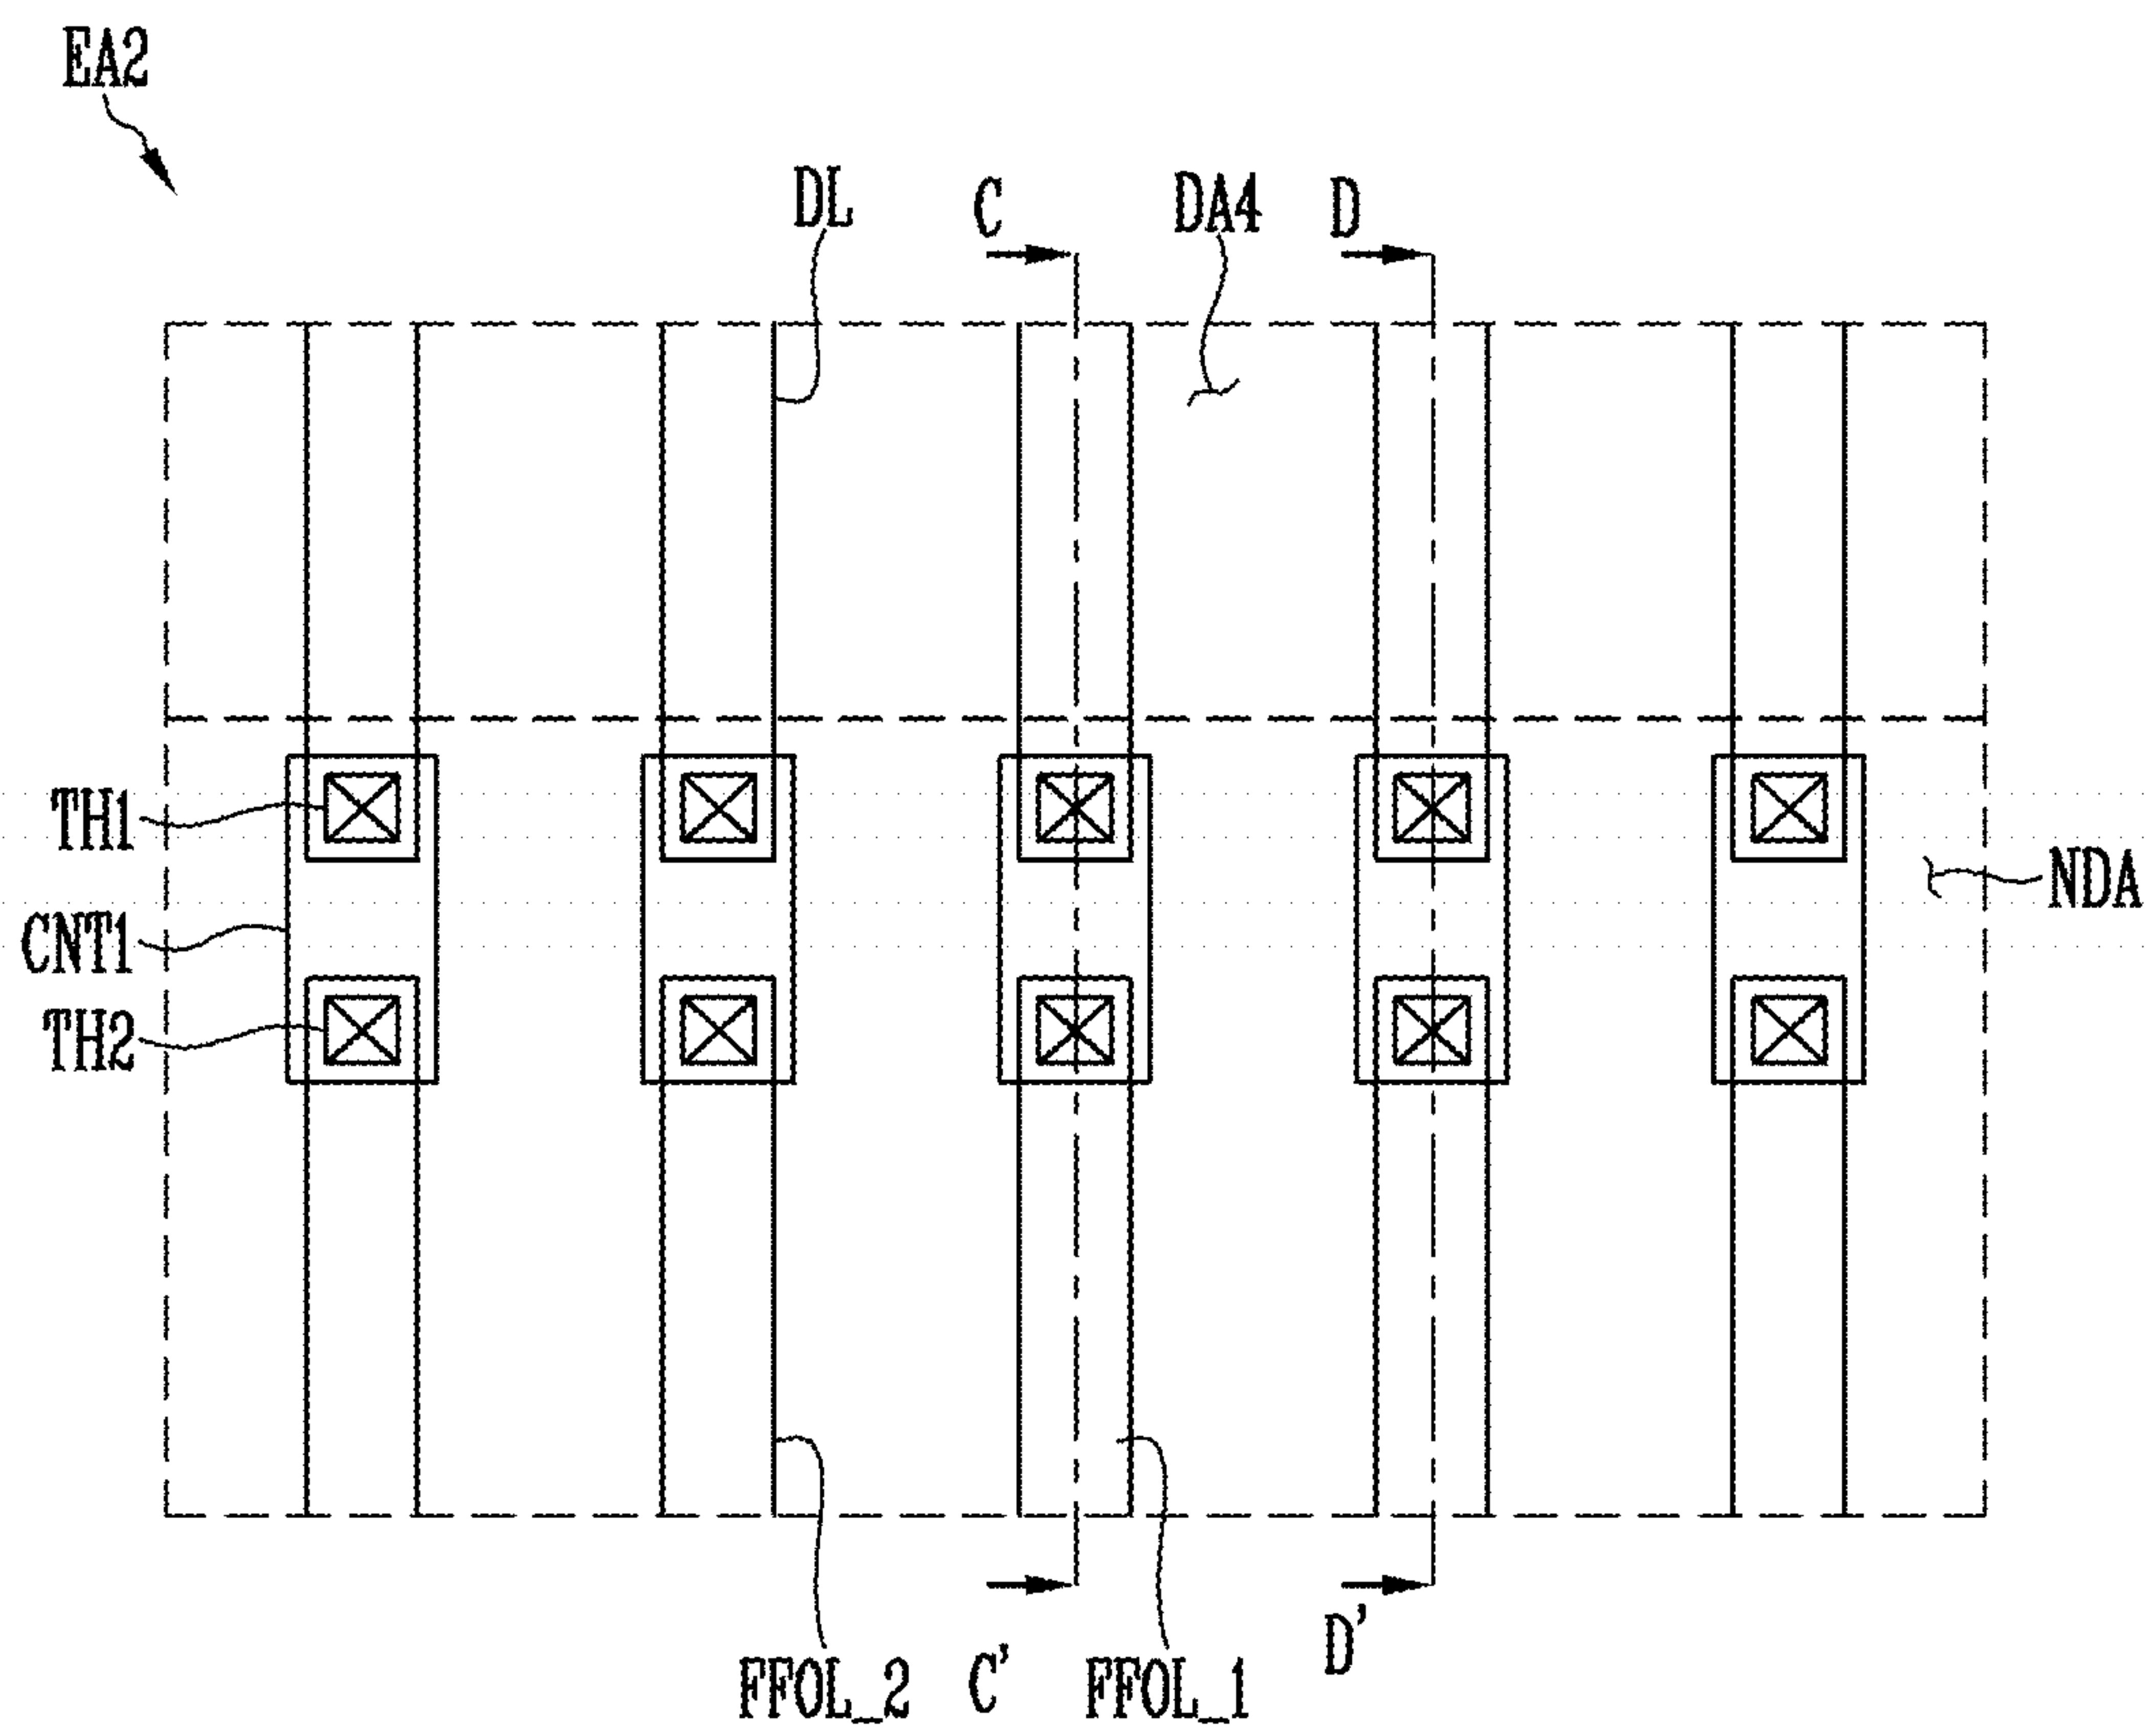 EA2
DL
C
DA4
D
TH1
NDA
CNT1
TH2
D'
FFOL_2
C'
FFOL_1